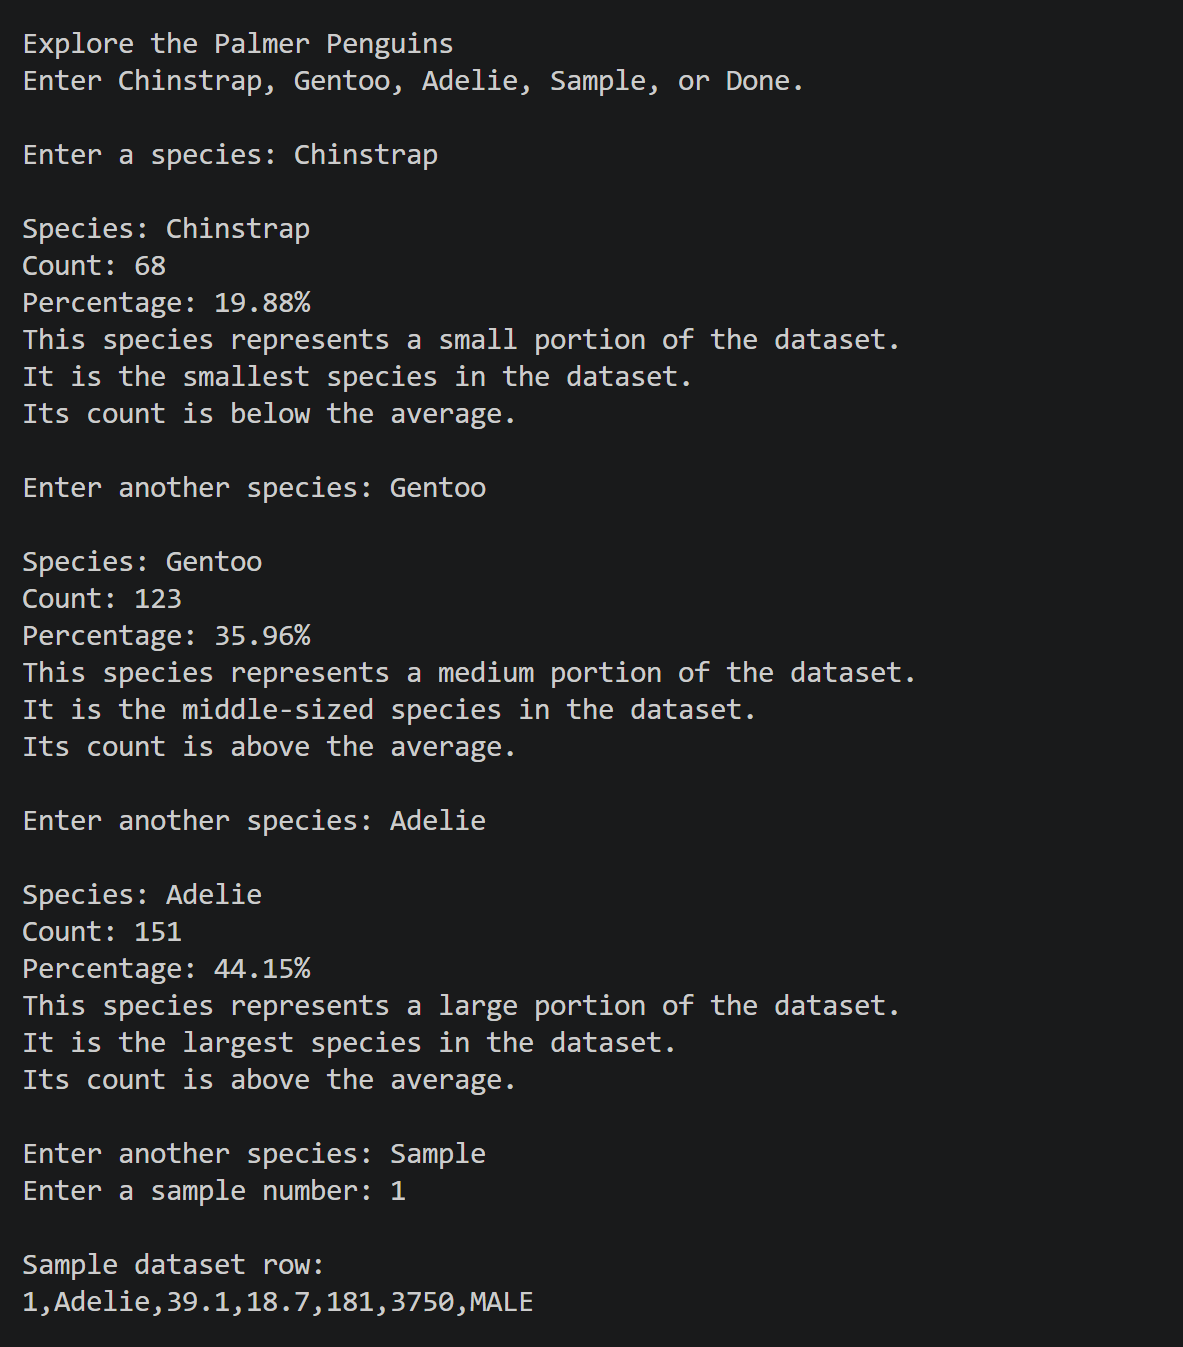 Explore the Palmer Penguins
Enter Chinstrap, Gentoo, Adelie, Sample, or Done.
Enter a species: Chinstrap
Species: Chinstrap
Count: 68
Percentage: 19.88%
This species represents a small portion of the dataset.
It is the smallest species in the dataset.
Its count is below the average.
Enter another species: Gentoo
Species: Gentoo
Count: 123
Percentage: 35.96%
This species represents a medium portion of the dataset.
It is the middle-sized species in the dataset.
Its count is above the average.
Enter another species: Adelie
Species: Adelie
Count: 151
Percentage: 44.15%
This species represents a large portion of the dataset.
It is the largest species in the dataset.
Its count is above the average.
Enter another species: Sample
Enter a sample number: 1
Sample dataset row:
1,Adelie,39.1,18.7,181,3750,MALE